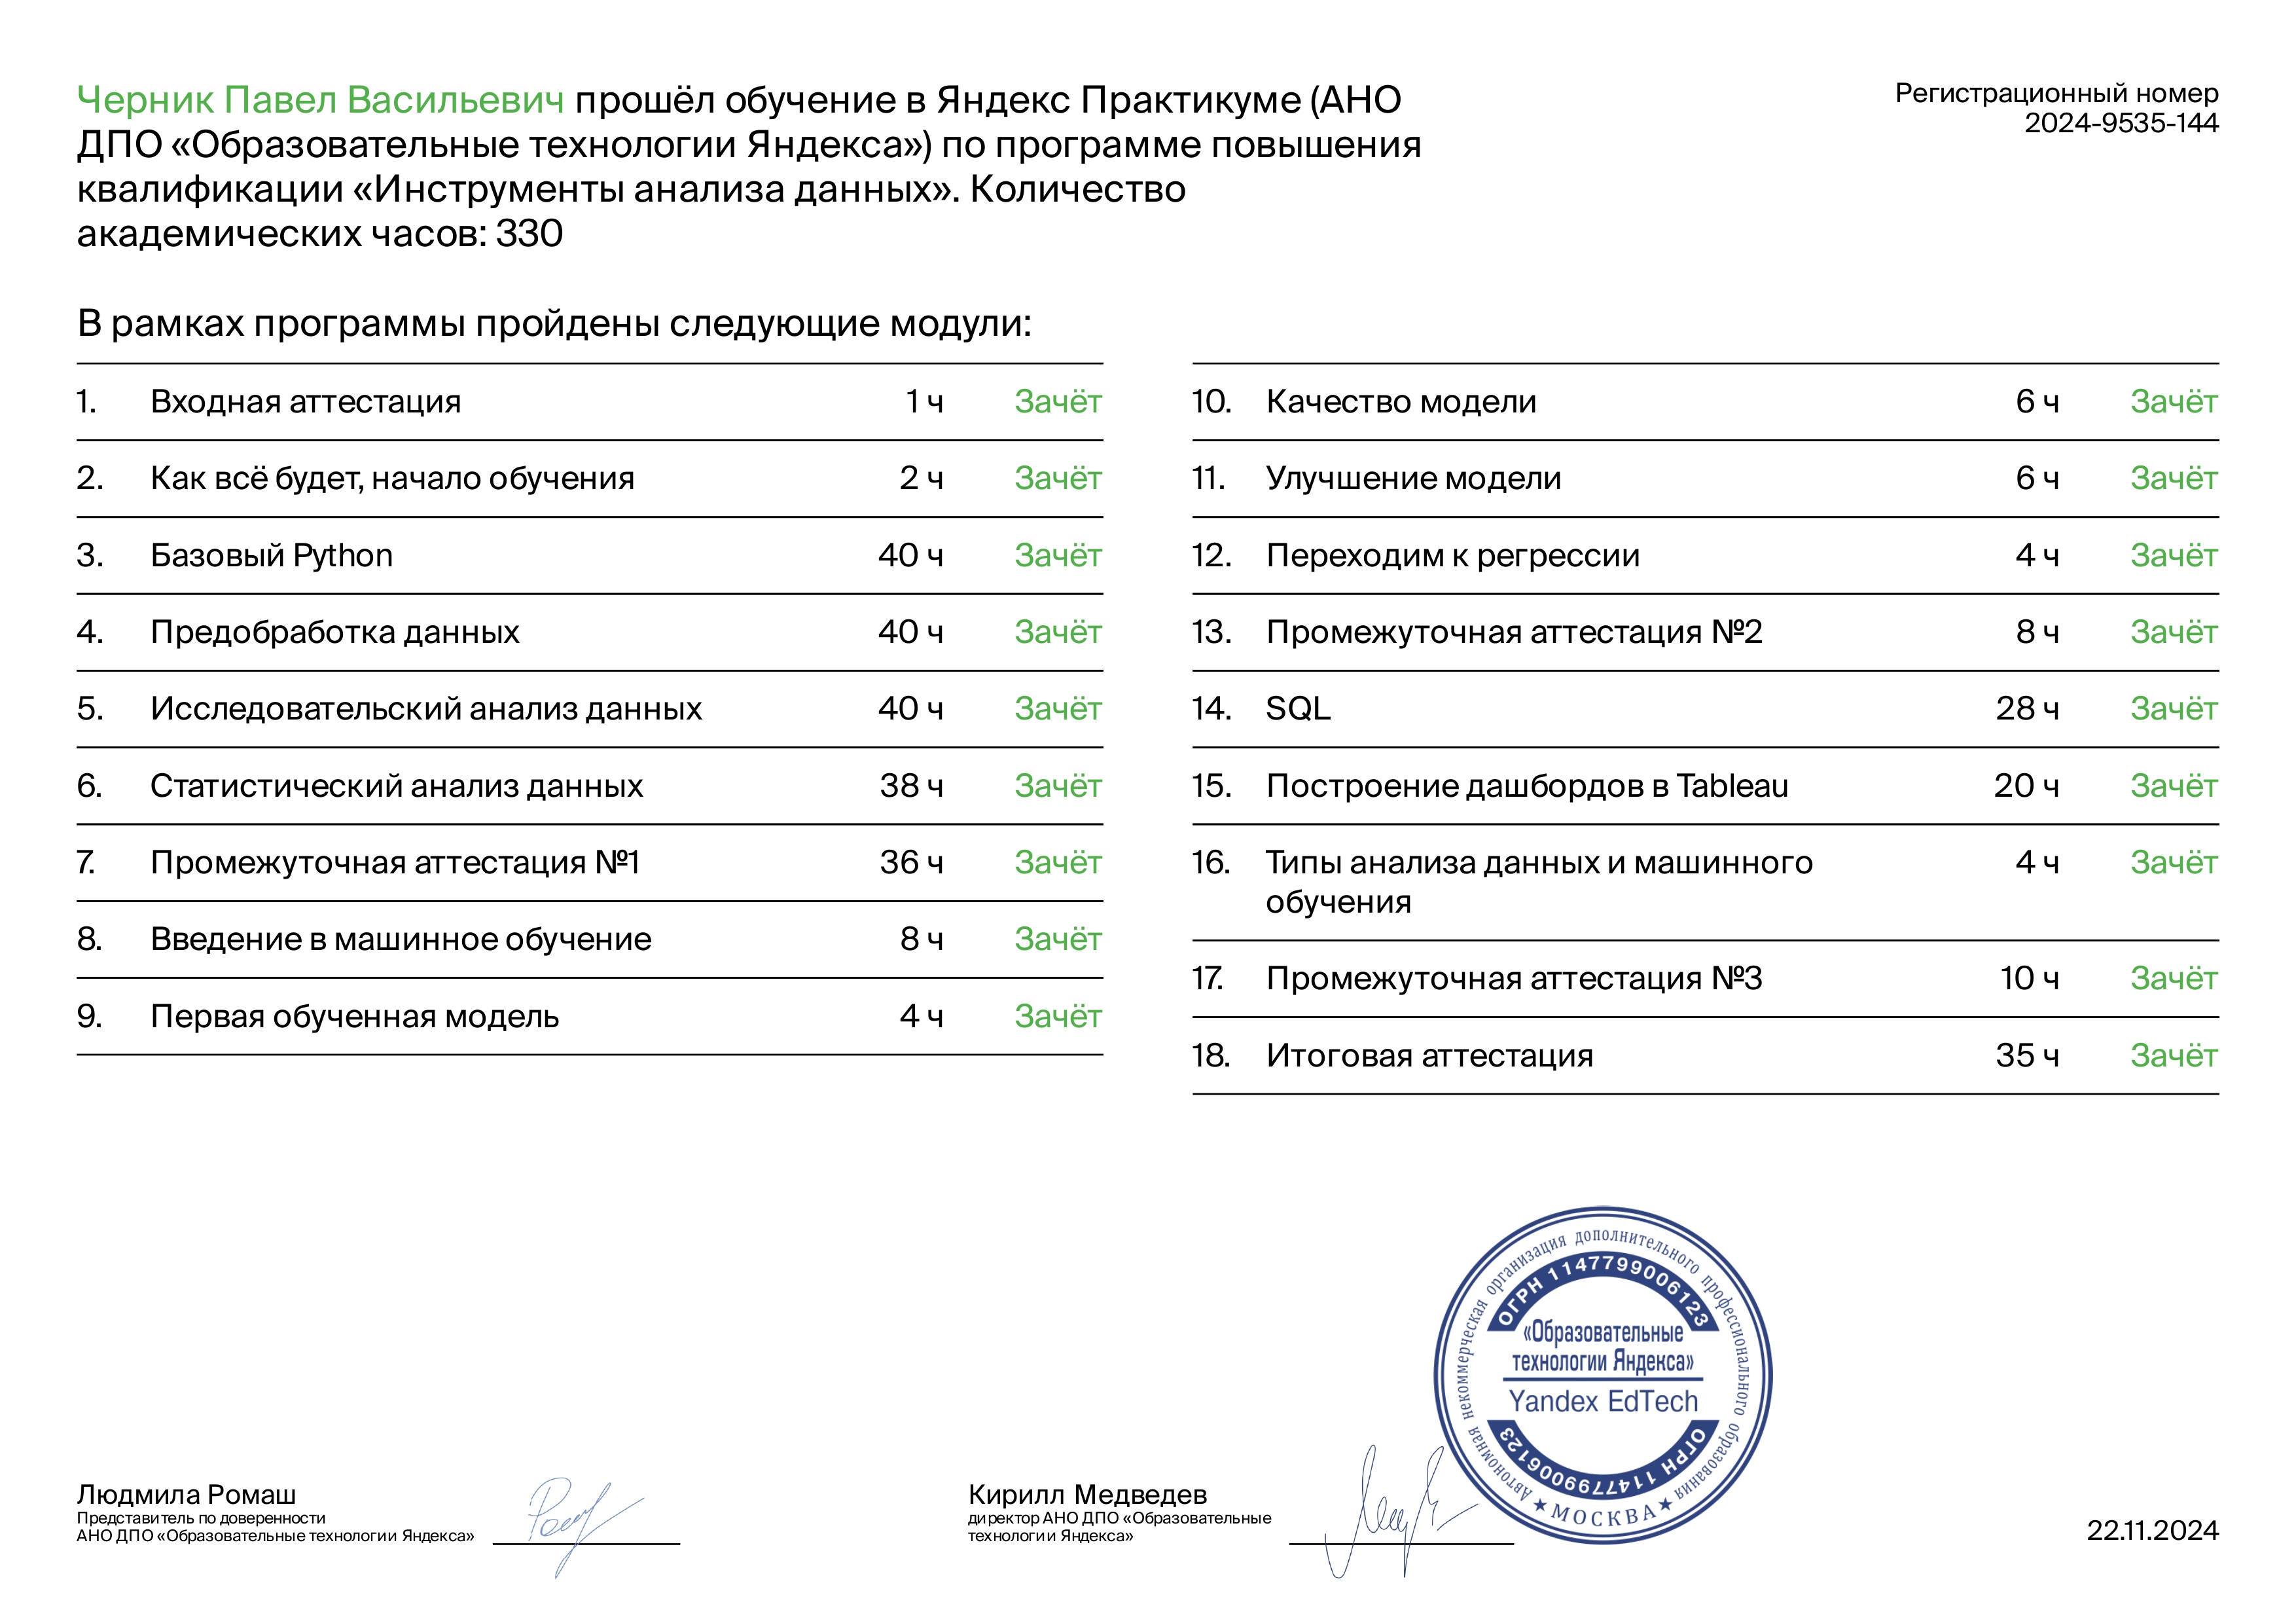 Черник Павел Васильевич прошёл обучение в Яндекс Практикуме (АНО
ДПО «Образовательные технологии Яндекса») по программе повышения
квалификации «Инструменты анализа данных». Количество
академических часов: 330
Регистрационный номер
2024-9535-144
В рамках программы пройдены следующие модули:
1. Входная аттестация 1 ч Зачёт
2. Как всё будет, начало обучения 2 ч Зачёт
3. Базовый Python 40 ч Зачёт
4. Предобработка данных 40 ч Зачёт
5. Исследовательский анализ данных 40 ч Зачёт
6. Статистический анализ данных 38 ч Зачёт
7. Промежуточная аттестация №1 36 ч Зачёт
8. Введение в машинное обучение 8 ч Зачёт
9. Первая обученная модель 4 ч Зачёт
10. Качество модели 6 ч Зачёт
11. Улучшение модели 6 ч Зачёт
12. Переходим к регрессии 4 ч Зачёт
13. Промежуточная аттестация №2 8 ч Зачёт
14. SQL 28 ч Зачёт
15. Построение дашбордов в Tableau 20 ч Зачёт
16. Типы анализа данных и машинного 4 ч Зачёт
обучения
17. Промежуточная аттестация №3 10 ч Зачёт
18. Итоговая аттестация 35 ч Зачёт
Автономная некоммерческая организация дополнительного профессионального образования
ОГРН 1147799006123
«Образовательные
технологии Яндекса»
Yandex EdTech
ОГРН 1147799006123
★ МОСКВА ★
Людмила Ромаш
Представитель по доверенности
АНО ДПО «Образовательные технологии Яндекса»
Кирилл Медведев
директор АНО ДПО «Образовательные
технологии Яндекса»
22.11.2024